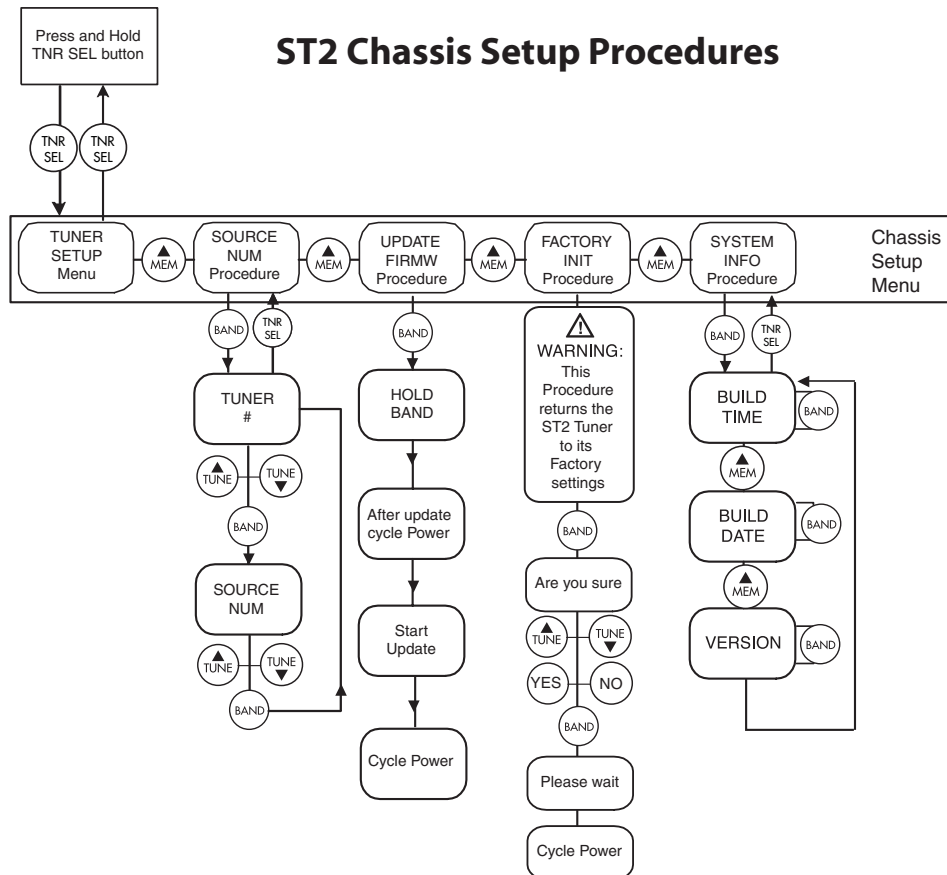 Press and Hold
TNR SEL button
ST2 Chassis Setup Procedures
TNR
SEL
TNR
SEL
TUNER
SETUP
Menu
▲
MEM
SOURCE
NUM
Procedure
▲
MEM
UPDATE
FIRMW
Procedure
▲
MEM
FACTORY
INIT
Procedure
▲
MEM
SYSTEM
INFO
Procedure
Chassis
Setup
Menu
BAND
TNR
SEL
TUNER
#
▲
TUNE
TUNE
▼
BAND
SOURCE
NUM
▲
TUNE
TUNE
▼
BAND
BAND
HOLD
BAND
After update
cycle Power
Start
Update
Cycle Power
WARNING:
This
Procedure
returns the
ST2 Tuner
to its
Factory
settings
BAND
Are you sure
▲
TUNE
TUNE
▼
YES
NO
BAND
Please wait
Cycle Power
BAND
TNR
SEL
BUILD
TIME
BAND
▲
MEM
BUILD
DATE
BAND
▲
MEM
VERSION
BAND